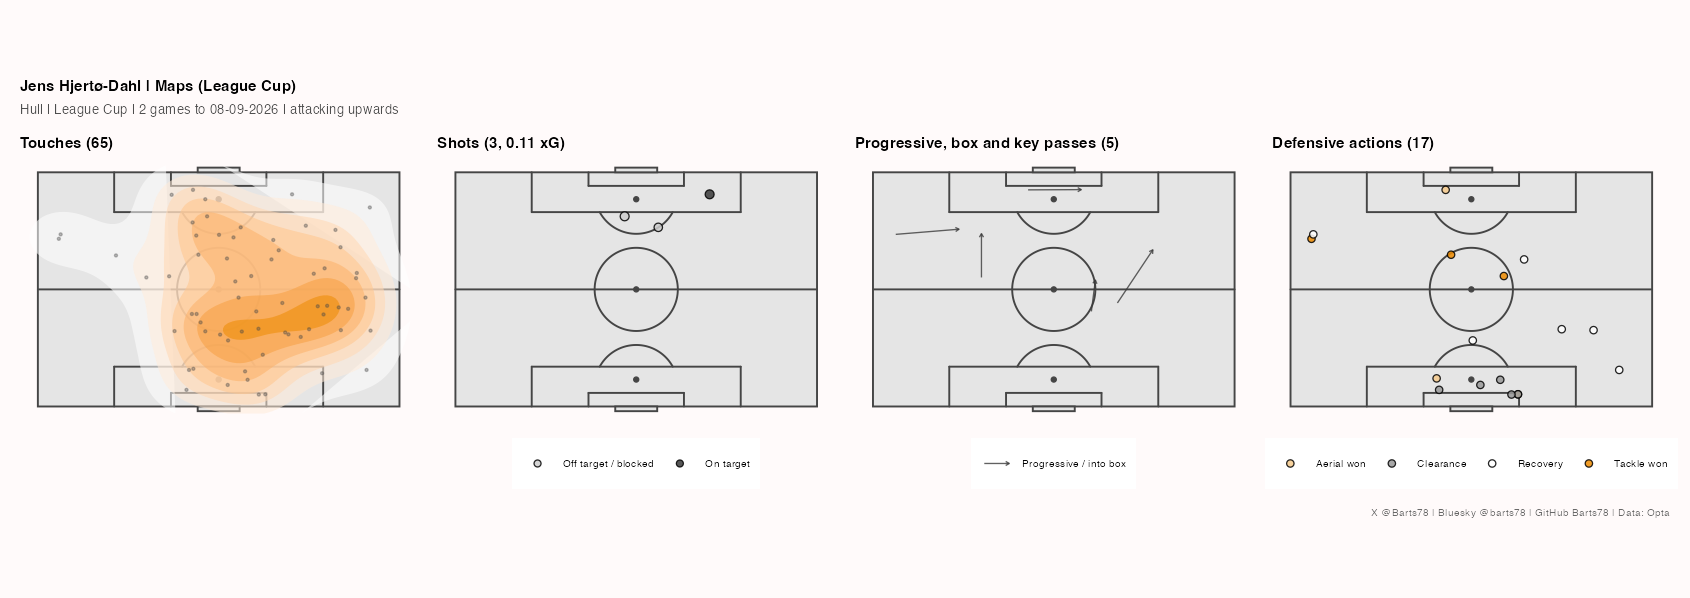 Jens Hjertø-Dahl | Maps (League Cup)
Hull | League Cup | 2 games to 08-09-2026 | attacking upwards
Touches (65)
Shots (3, 0.11 xG)
Progressive, box and key passes (5)
Defensive actions (17)
Off target / blocked
On target
Progressive / into box
Aerial won
Clearance
Recovery
Tackle won
X @Barts78 | Bluesky @barts78 | GitHub Barts78 | Data: Opta